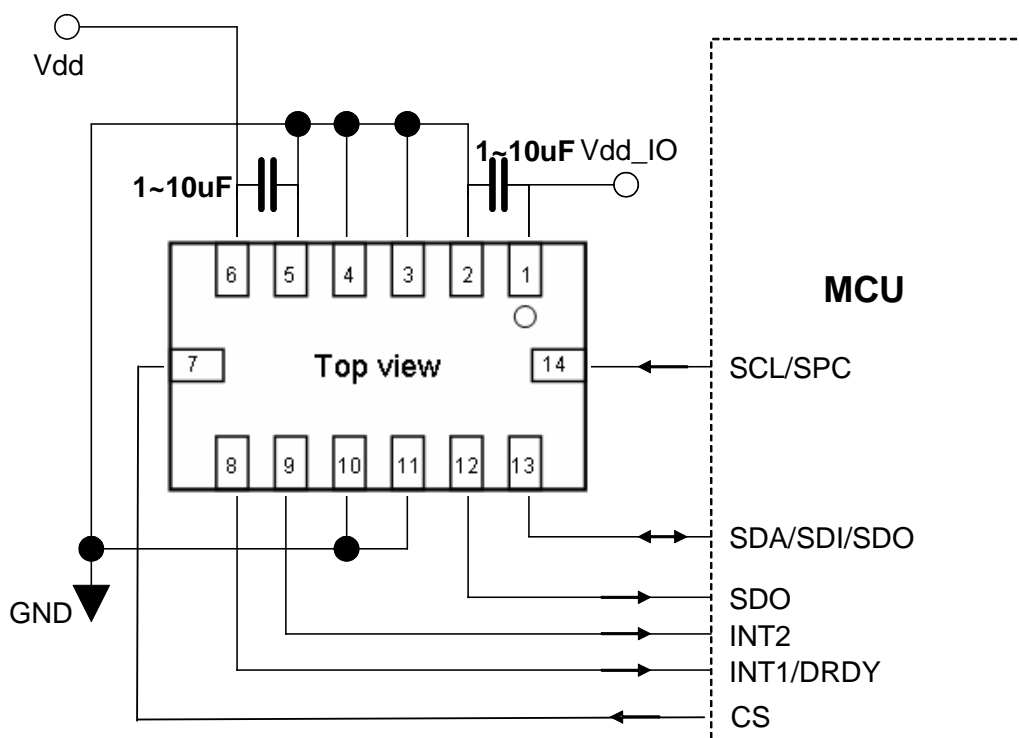 Vdd
1~10uF Vdd_IO
1~10uF
6 5 4 3 2 1
MCU
7 Top view 14
SCL/SPC
8 9 10 11 12 13
SDA/SDI/SDO
SDO
GND
INT2
INT1/DRDY
CS